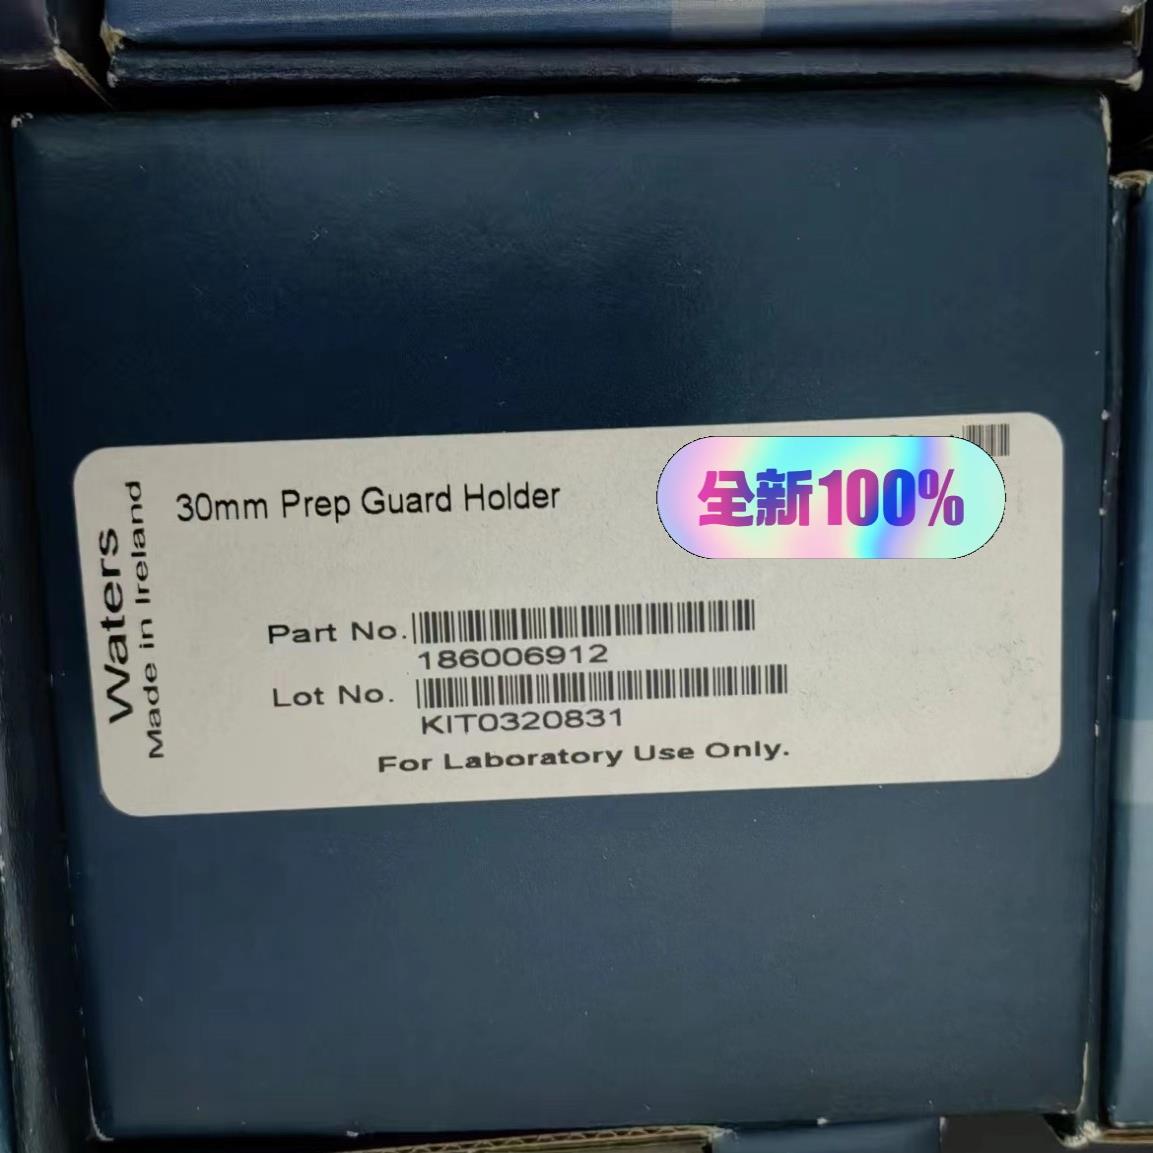 30mm Prep Guard Holder
全新100%
Waters
Made in Ireland
Part No.
186006912
Lot No.
KIT0320831
For Laboratory Use Only.